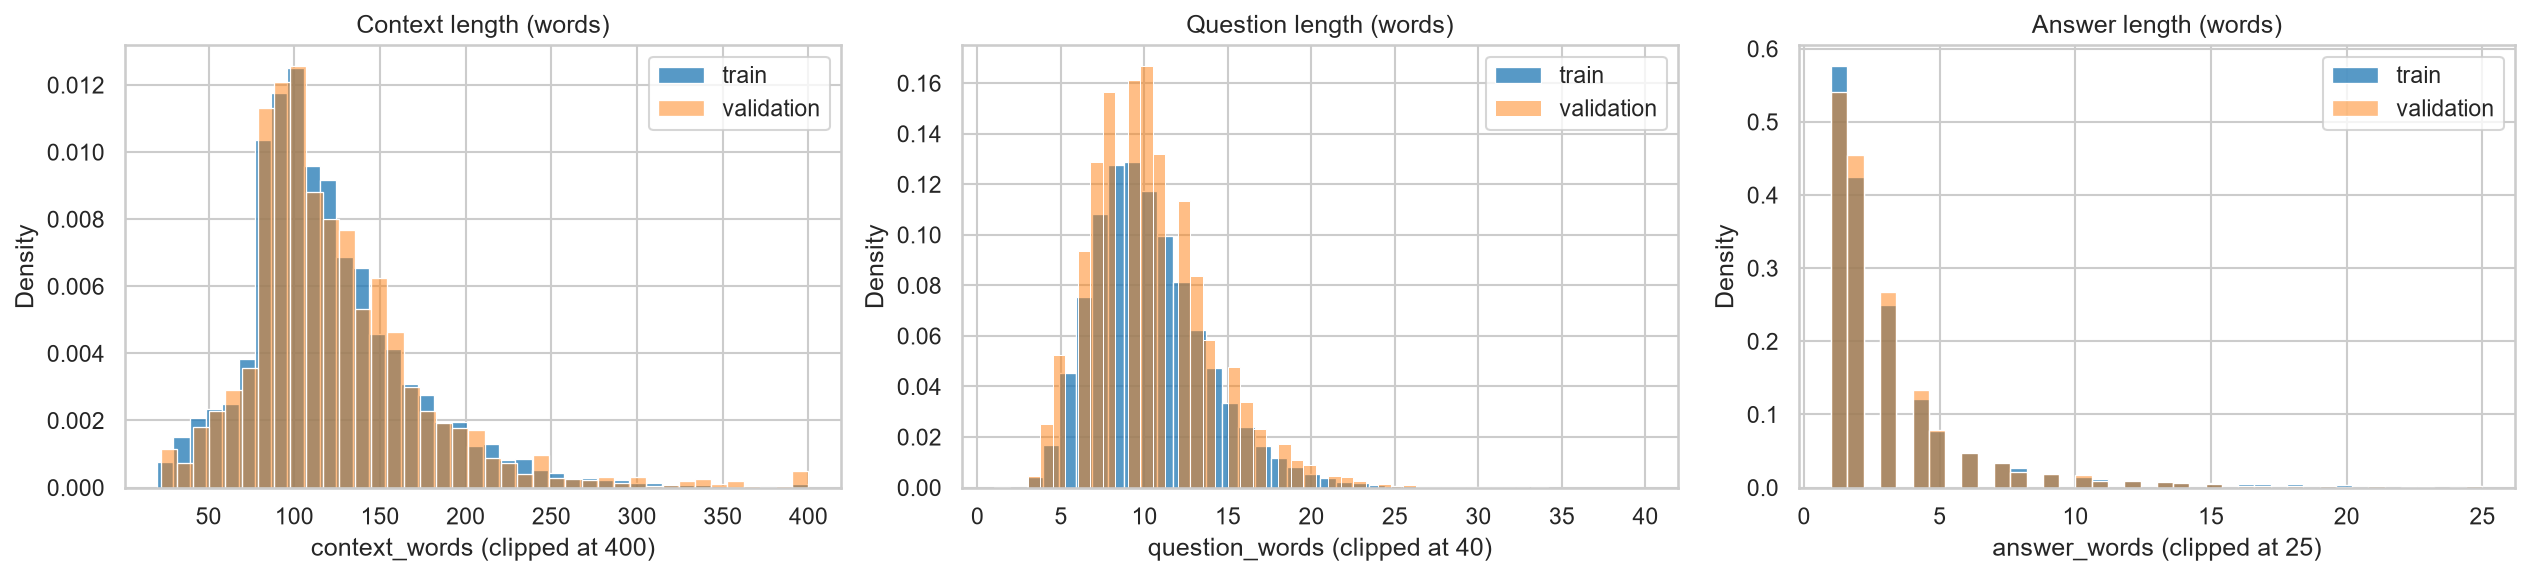 Context length (words)
Density
0.012
0.010
0.008
0.006
0.004
0.002
0.000
50 100 150 200 250 300 350 400
context_words (clipped at 400)
train
validation
Question length (words)
Density
0.16
0.14
0.12
0.10
0.08
0.06
0.04
0.02
0.00
0 5 10 15 20 25 30 35 40
question_words (clipped at 40)
train
validation
Answer length (words)
Density
0.6
0.5
0.4
0.3
0.2
0.1
0.0
0 5 10 15 20 25
answer_words (clipped at 25)
train
validation